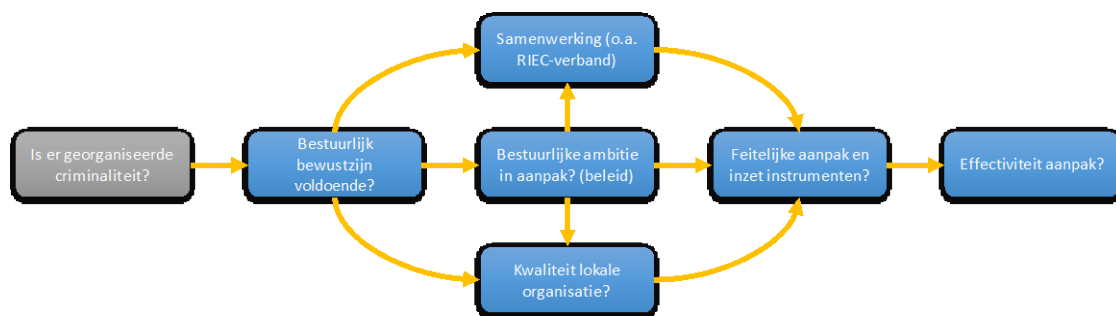 Samenwerking (o.a.
RIEC-verband)
Is er georganiseerde
criminaliteit?
Bestuurlijk
bewustzijn
voldoende?
Bestuurlijke ambitie
in aanpak? (beleid)
Feitelijke aanpak en
inzet instrumenten?
Effectiviteit aanpak?
Kwaliteit lokale
organisatie?